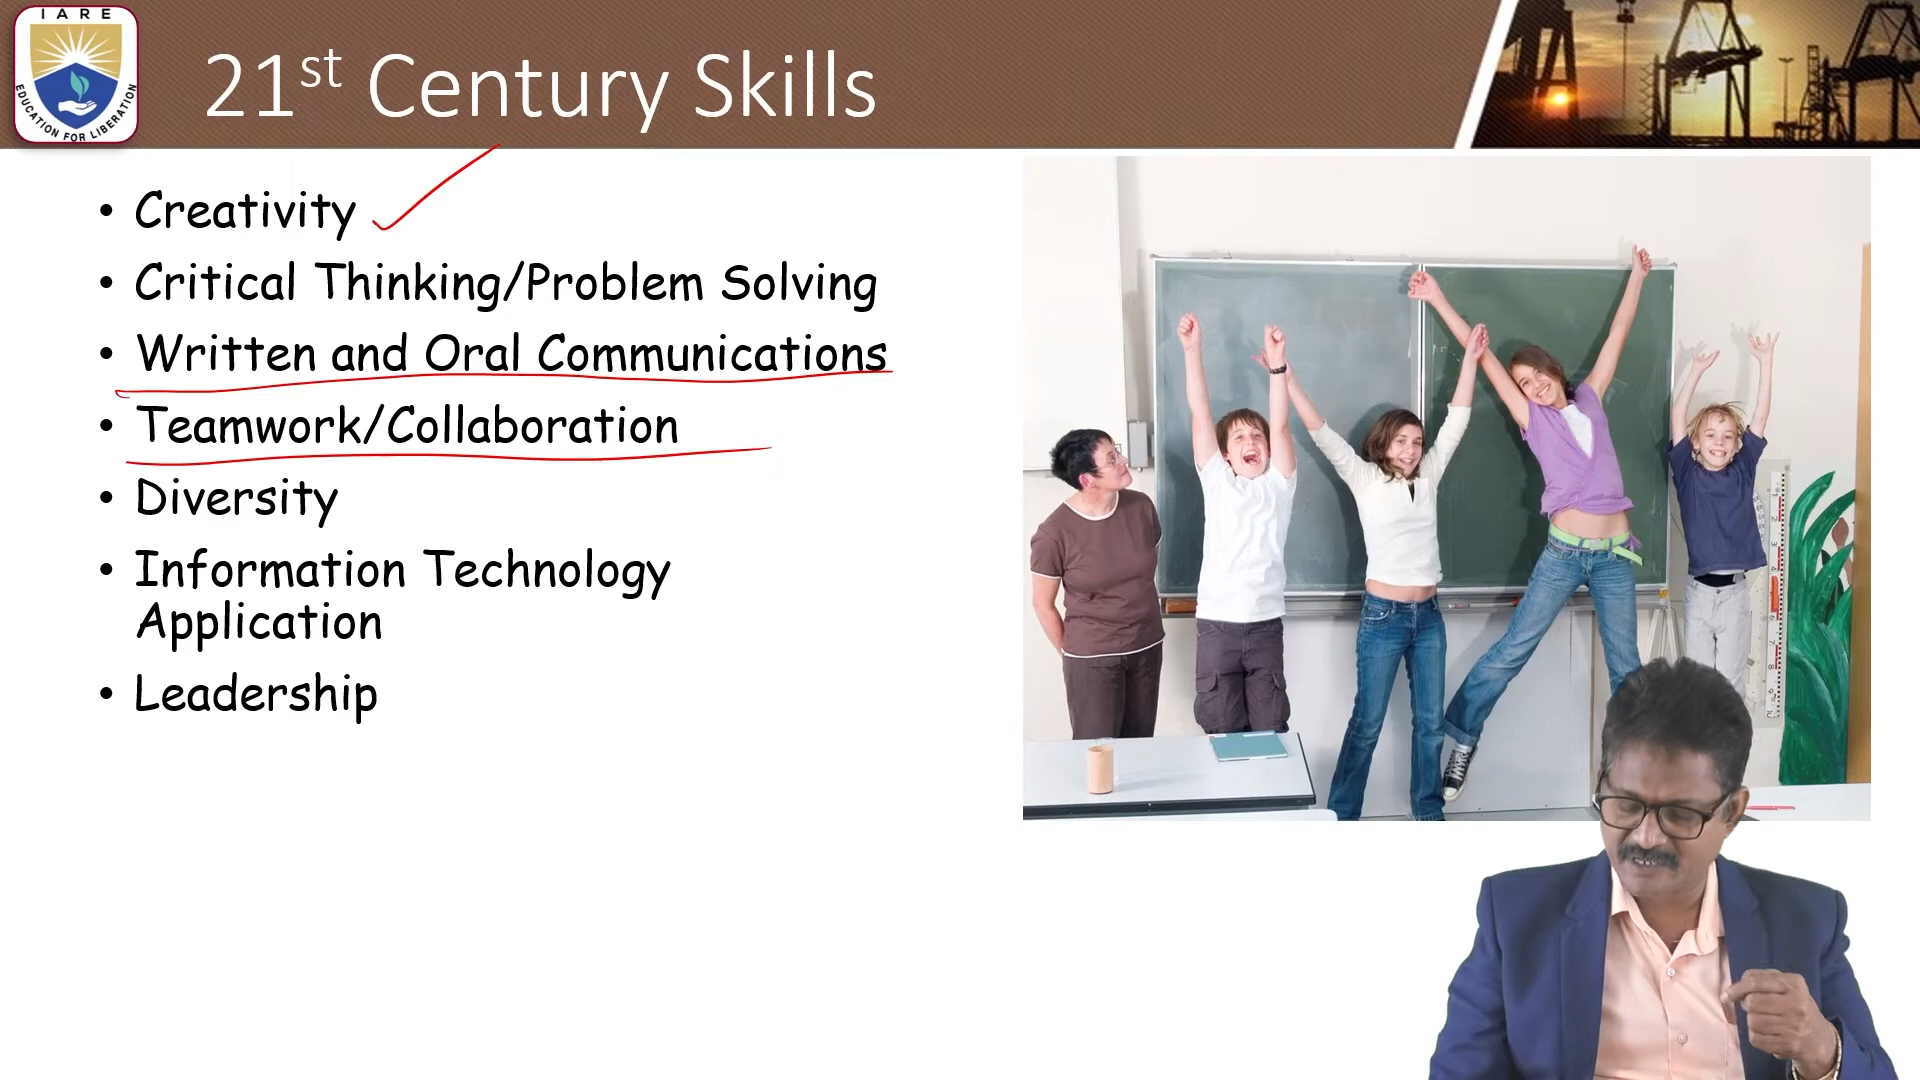 IARE
EDUCATION FOR LIBERATION
21st Century Skills
• Creativity
• Critical Thinking/Problem Solving
• Written and Oral Communications
• Teamwork/Collaboration
• Diversity
• Information Technology
Application
• Leadership